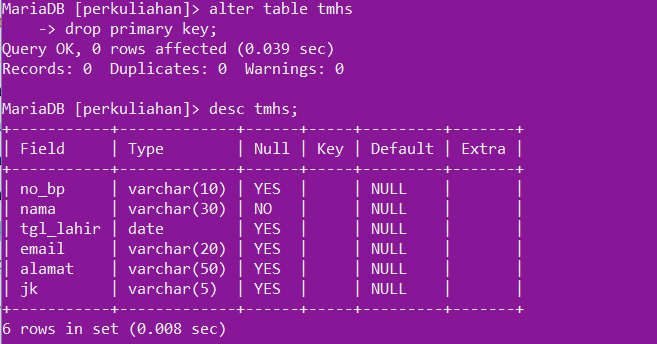 MariaDB [perkuliahan]> alter table tmhs
    -> drop primary key;
Query OK, 0 rows affected (0.039 sec)
Records: 0  Duplicates: 0  Warnings: 0

MariaDB [perkuliahan]> desc tmhs;
+-----------+-------------+------+-----+---------+-------+
| Field     | Type        | Null | Key | Default | Extra |
+-----------+-------------+------+-----+---------+-------+
| no_bp     | varchar(10) | YES  |     | NULL    |       |
| nama      | varchar(30) | NO   |     | NULL    |       |
| tgl_lahir | date        | YES  |     | NULL    |       |
| email     | varchar(20) | YES  |     | NULL    |       |
| alamat    | varchar(50) | YES  |     | NULL    |       |
| jk        | varchar(5)  | YES  |     | NULL    |       |
+-----------+-------------+------+-----+---------+-------+
6 rows in set (0.008 sec)